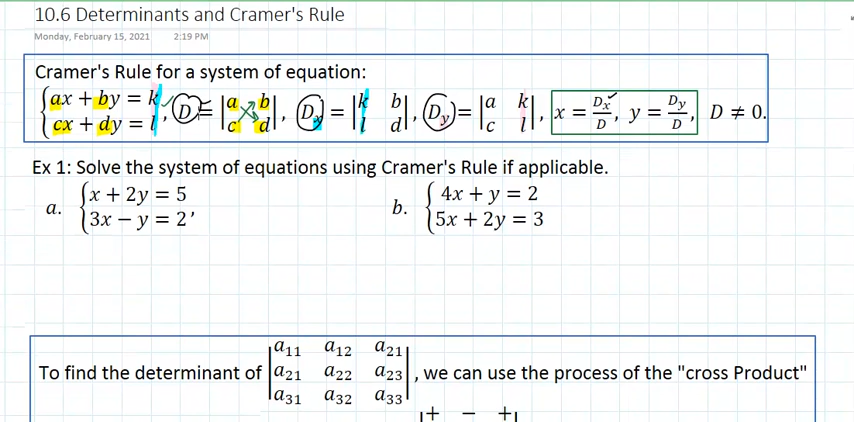 10.6 Determinants and Cramer's Rule
Monday, February 15, 2021 2:19 PM
Cramer's Rule for a system of equation:
{ax + by = k
{cx + dy = l , D = |a b; c d|, Dx = |k b; l d|, Dy = |a k; c l|, x = Dx/D, y = Dy/D, D ≠ 0.
Ex 1: Solve the system of equations using Cramer's Rule if applicable.
a. {x + 2y = 5
{3x − y = 2 ,
b. {4x + y = 2
{5x + 2y = 3
To find the determinant of |a11 a12 a21; a21 a22 a23; a31 a32 a33| , we can use the process of the "cross Product"
|+ − +|